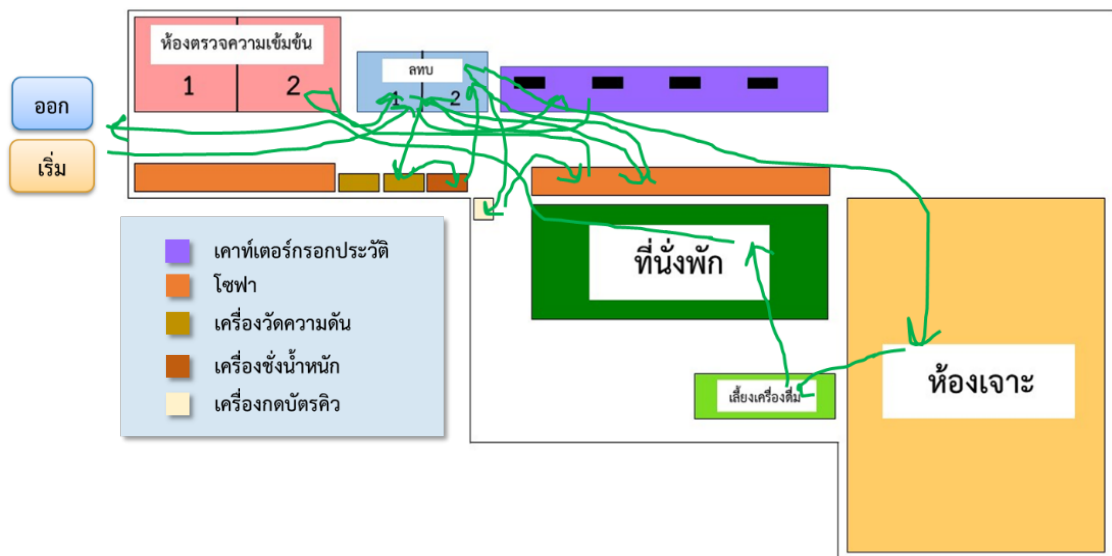 ห้องตรวจความเข้มข้น
1
2
ลทบ
1
2
ออก
เริ่ม
เคาท์เตอร์กรอกประวัติ
โซฟา
เครื่องวัดความดัน
เครื่องชั่งน้ำหนัก
เครื่องกดบัตรคิว
ที่นั่งพัก
เลี้ยงเครื่องดื่ม
ห้องเจาะ